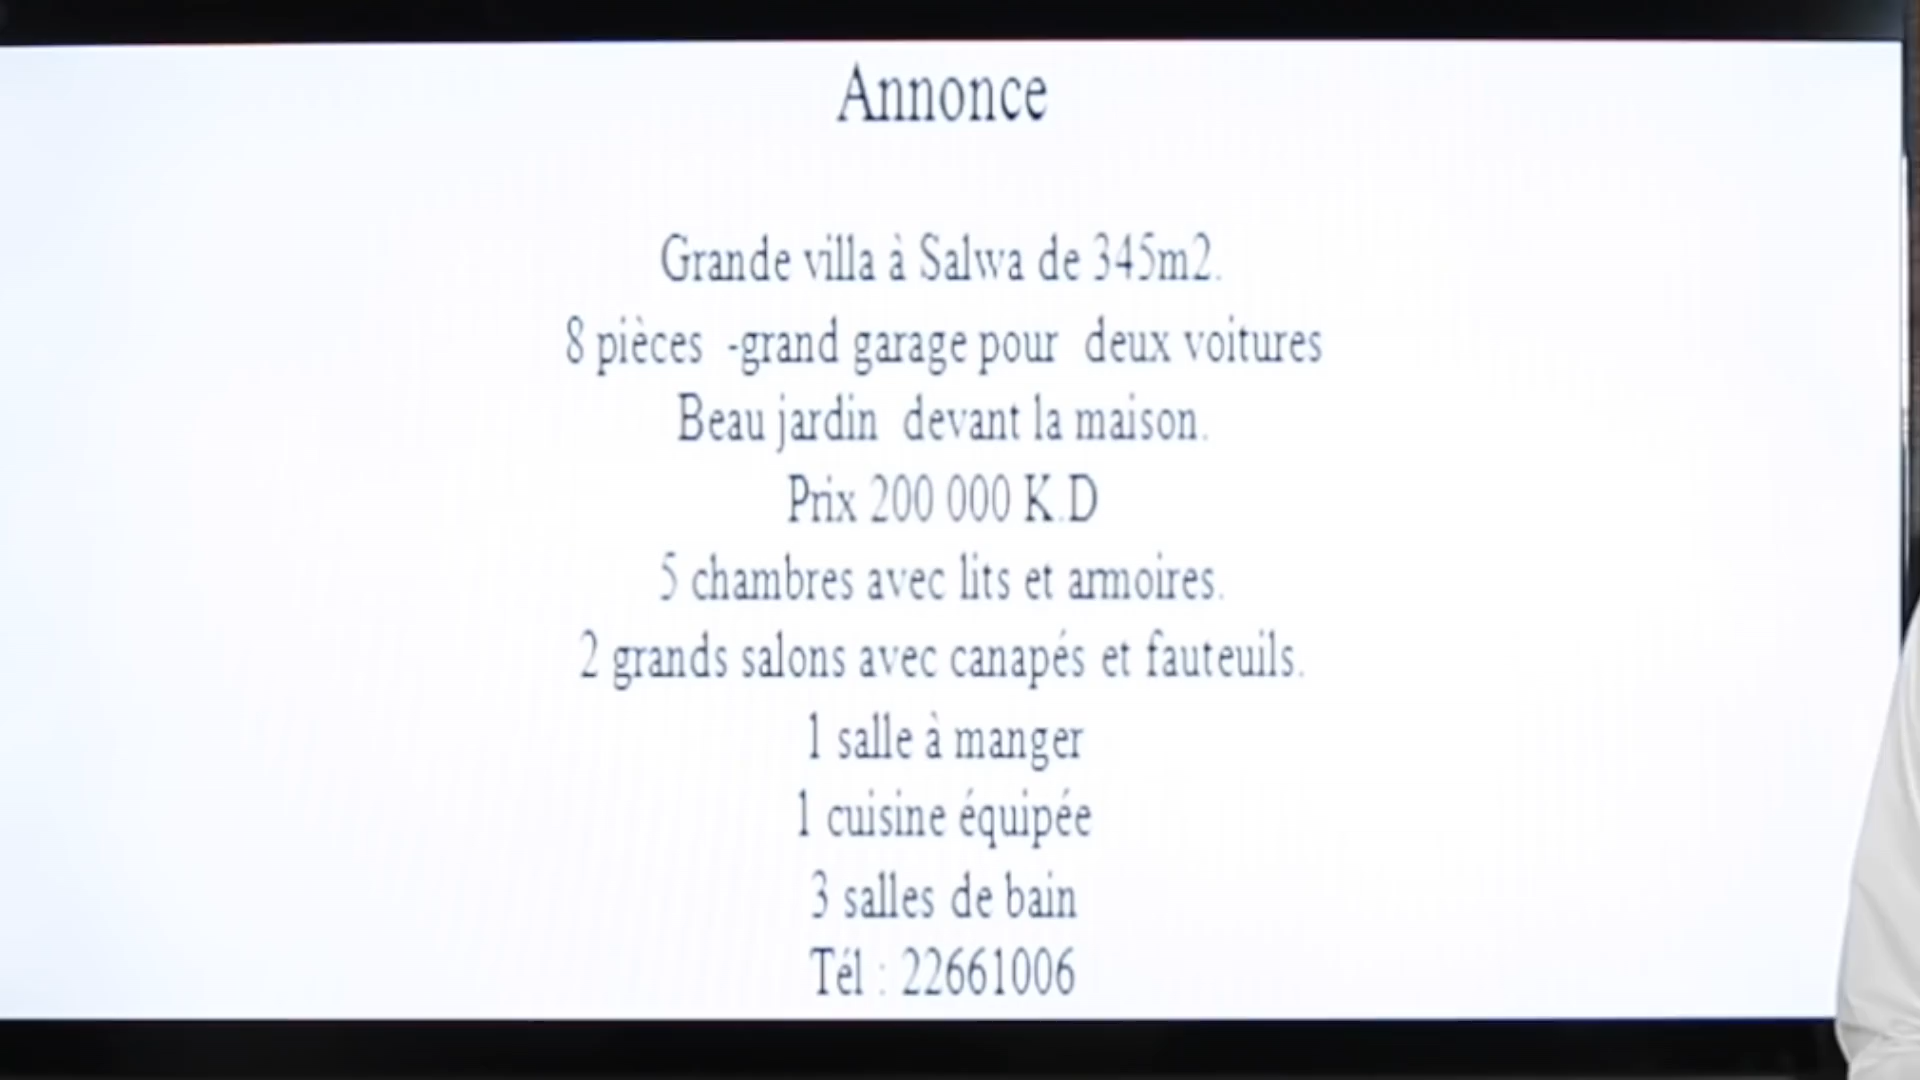 Annonce
Grande villa à Salwa de 345m2.
8 pièces -grand garage pour deux voitures
Beau jardin devant la maison.
Prix 200 000 K.D
5 chambres avec lits et armoires.
2 grands salons avec canapés et fauteuils.
1 salle à manger
1 cuisine équipée
3 salles de bain
Tél : 22661006